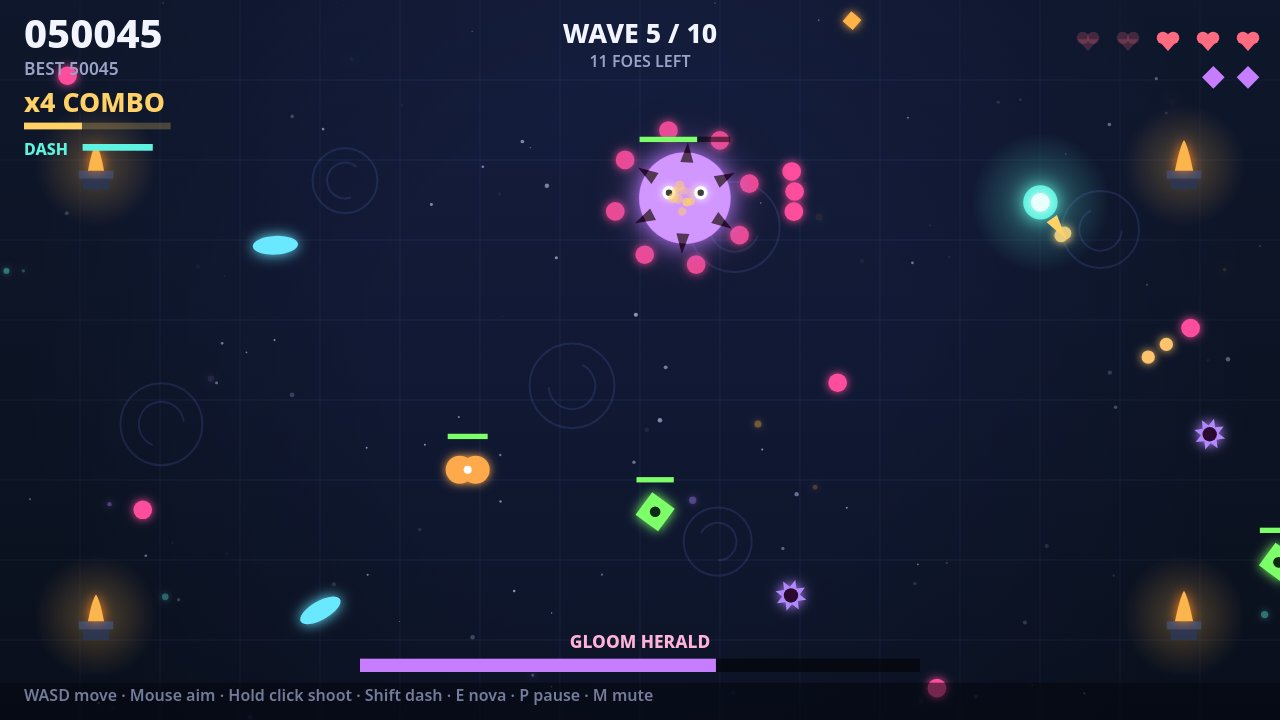 050045
BEST 50045
x4 COMBO
DASH
WAVE 5 / 10
11 FOES LEFT
GLOOM HERALD
WASD move · Mouse aim · Hold click shoot · Shift dash · E nova · P pause · M mute